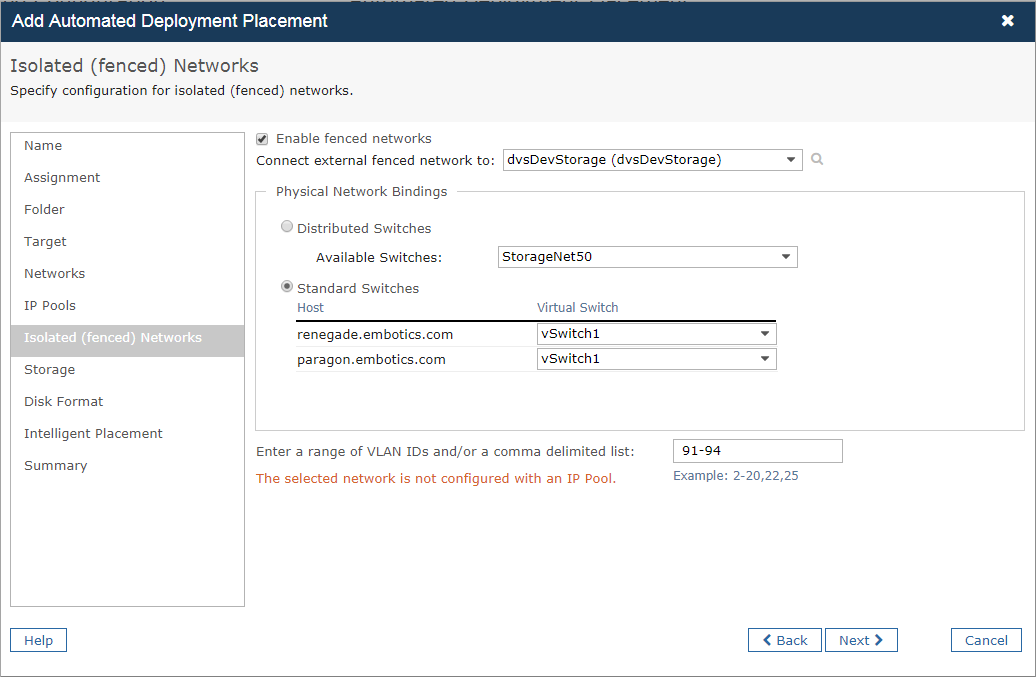 Add Automated Deployment Placement
Isolated (fenced) Networks
Specify configuration for isolated (fenced) networks.
Name
Assignment
Folder
Target
Networks
IP Pools
Isolated (fenced) Networks
Storage
Disk Format
Intelligent Placement
Summary
Enable fenced networks
Connect external fenced network to: dvsDevStorage (dvsDevStorage)
Physical Network Bindings
Distributed Switches
Available Switches: StorageNet50
Standard Switches
Host Virtual Switch
renegade.embotics.com vSwitch1
paragon.embotics.com vSwitch1
Enter a range of VLAN IDs and/or a comma delimited list: 91-94
The selected network is not configured with an IP Pool. Example: 2-20,22,25
Help Back Next Cancel